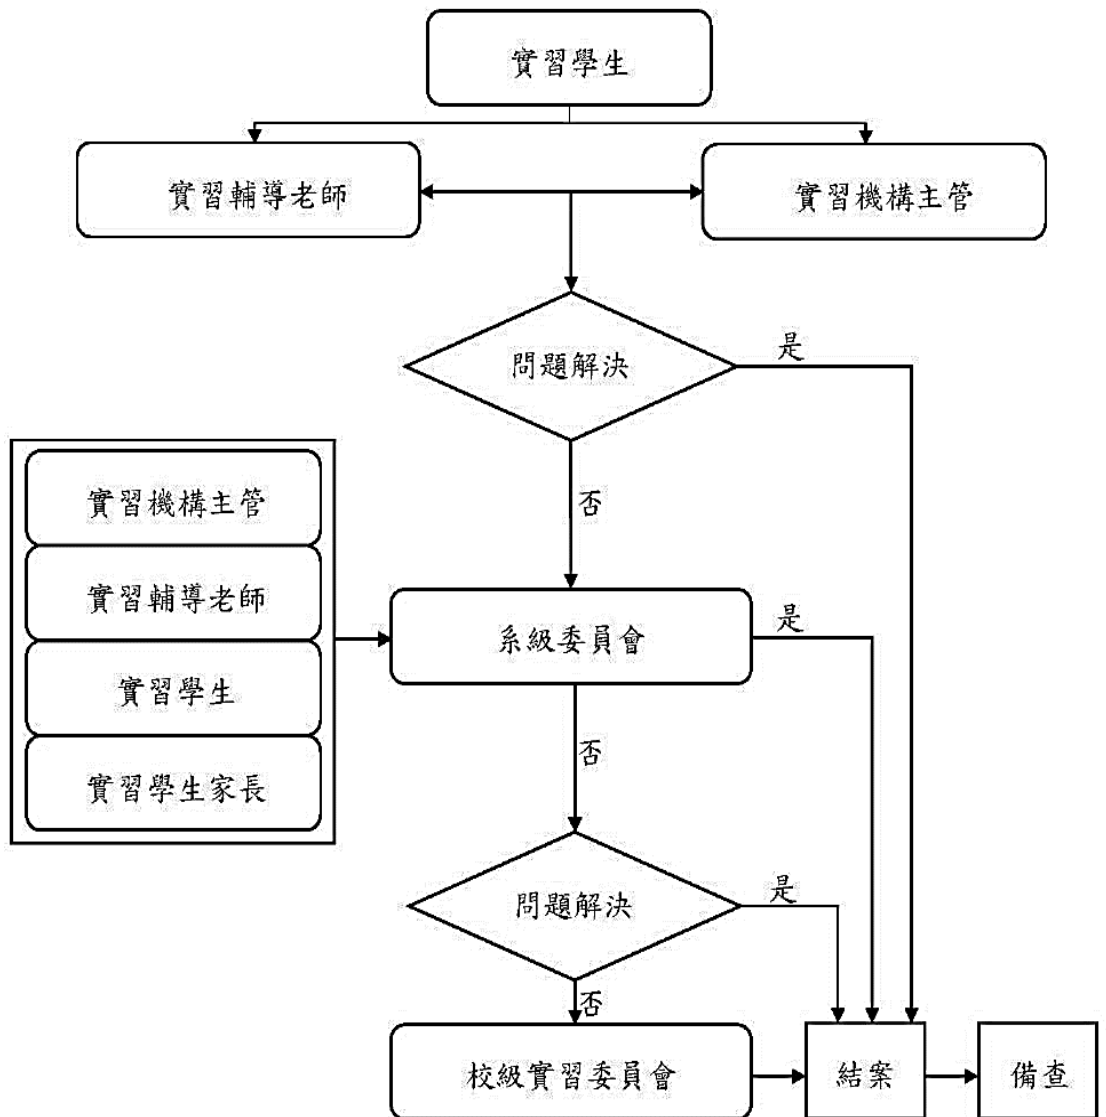 實習學生
實習輔導老師
實習機構主管
問題解決
是
否
實習機構主管
實習輔導老師
實習學生
實習學生家長
系級委員會
是
否
問題解決
是
否
校級實習委員會
結案
備查